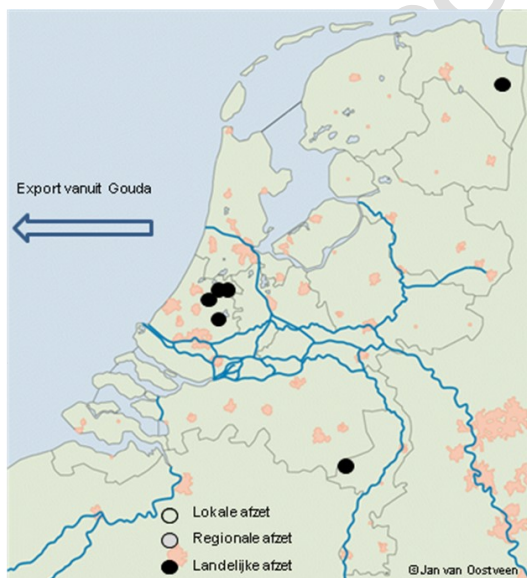 Export vanuit Gouda
Lokale afzet
Regionale afzet
Landelijke afzet
©Jan van Oostveen